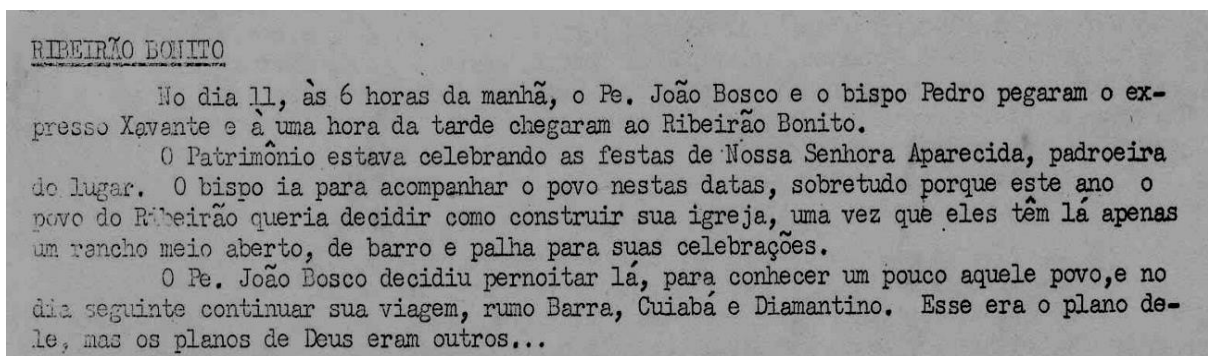 RIBEIRÃO BONITO
No dia 11, às 6 horas da manhã, o Pe. João Bosco e o bispo Pedro pegaram o ex-
presso Xavante e à uma hora da tarde chegaram ao Ribeirão Bonito.
O Patrimônio estava celebrando as festas de Nossa Senhora Aparecida, padroeira
do lugar. O bispo ia para acompanhar o povo nestas datas, sobretudo porque este ano o
povo do Ribeirão queria decidir como construir sua igreja, uma vez que eles têm lá apenas
um rancho meio aberto, de barro e palha para suas celebrações.
O Pe. João Bosco decidiu pernoitar lá, para conhecer um pouco aquele povo,e no
dia seguinte continuar sua viagem, rumo Barra, Cuiabá e Diamantino. Esse era o plano de-
le, mas os planos de Deus eram outros...